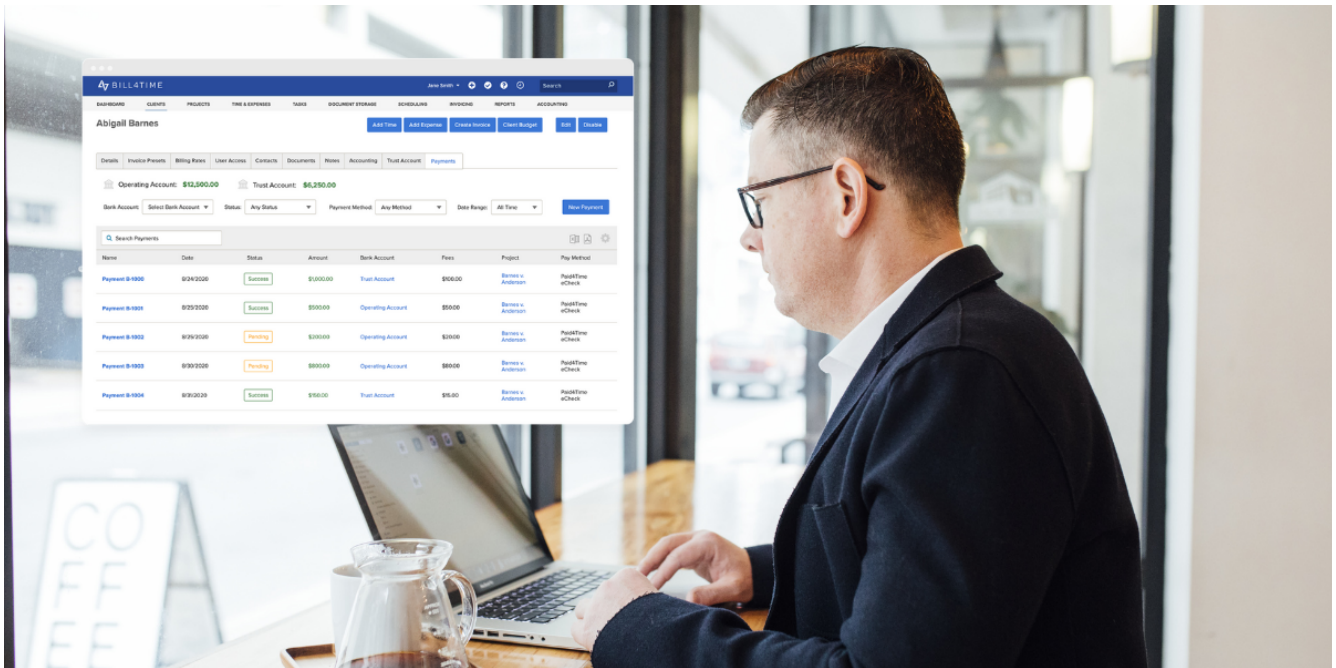 BILL4TIME
Jane Smith
Search
DASHBOARD CLIENTS PROJECTS TIME & EXPENSES TASKS DOCUMENT STORAGE SCHEDULING INVOICING REPORTS ACCOUNTING
Abigail Barnes
Add Time Add Expense Create Invoice Client Budget Edit Disable
Details Invoice Presets Billing Rates User Access Contacts Documents Notes Accounting Trust Account Payments
Operating Account: $12,500.00 Trust Account: $6,250.00
Bank Account: Select Bank Account Status: Any Status Payment Method: Any Method Date Range: All Time New Payment
Search Payments
Name Date Status Amount Bank Account Fees Project Pay Method
Payment B-1000 8/24/2020 Success $1,000.00 Trust Account $100.00 Barnes v. Anderson Paid4Time eCheck
Payment B-1001 8/25/2020 Success $500.00 Operating Account $50.00 Barnes v. Anderson Paid4Time eCheck
Payment B-1002 8/29/2020 Pending $200.00 Operating Account $20.00 Barnes v. Anderson Paid4Time eCheck
Payment B-1003 8/30/2020 Pending $800.00 Operating Account $80.00 Barnes v. Anderson Paid4Time eCheck
Payment B-1004 8/31/2020 Success $150.00 Trust Account $15.00 Barnes v. Anderson Paid4Time eCheck
CO
FF
EE